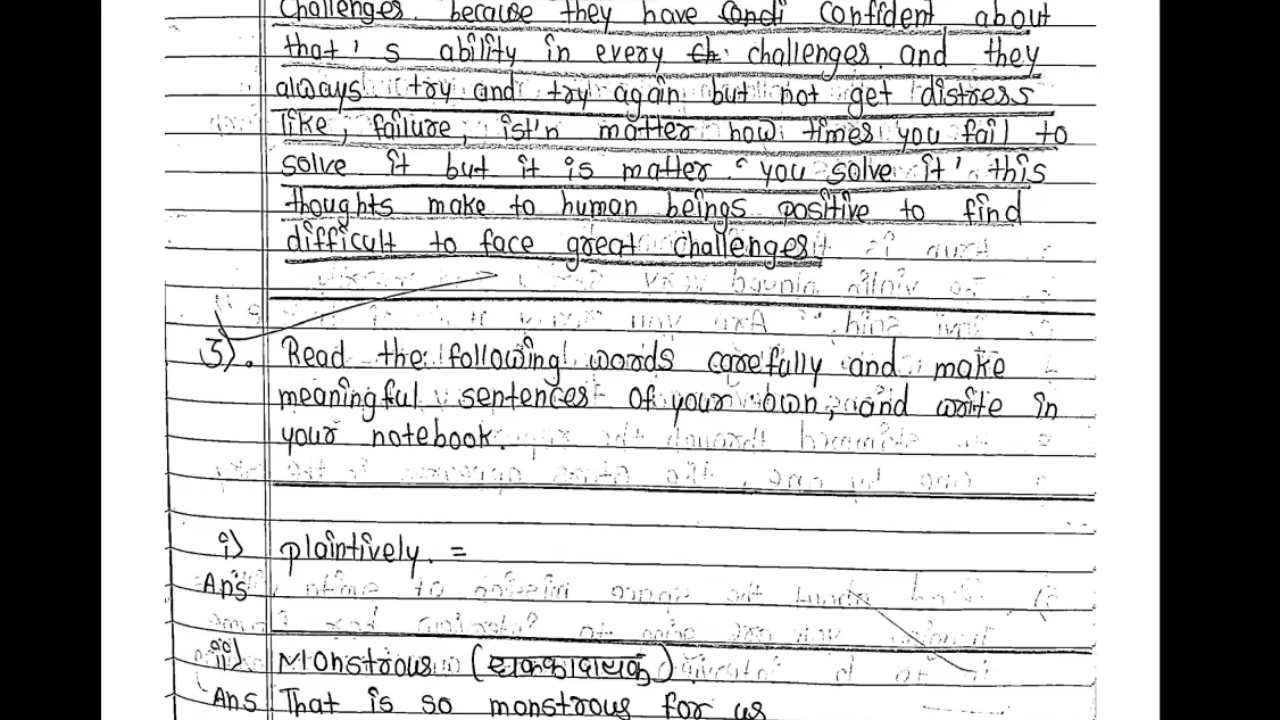 Challenges. because they have confident about
that's ability in every challenges. and they
always try and try again but not get distress
like, failure, ist'n matter how times you fail to
solve it but it is matter. "you solve it" this
thoughts make to human beings positive to find
difficult to face great challenges.
5). Read the following words carefully and make
meaningful sentences of your own, and write in
your notebook.
i) plaintively. =
Ans
ii) Monstrous. (धक्कादायक)
Ans That is so monstrous for us